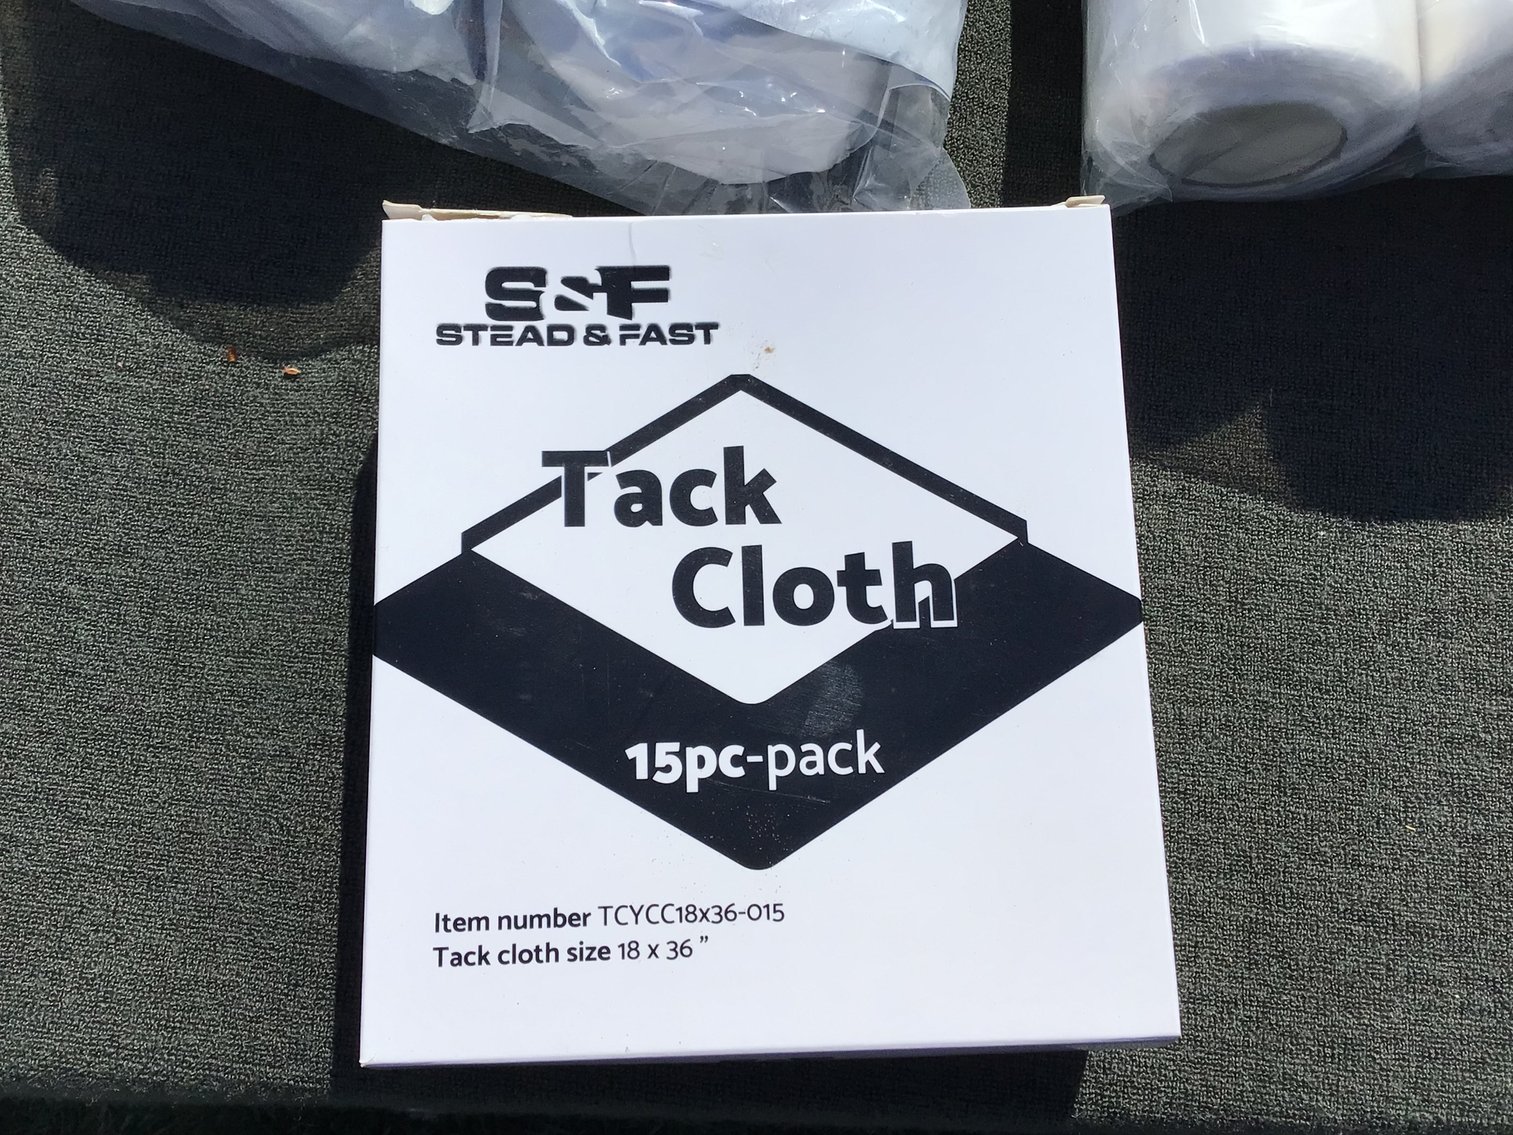 S&F
STEAD & FAST
Tack
Cloth
15pc-pack
Item number TCYCC18x36-015
Tack cloth size 18 x 36 ”